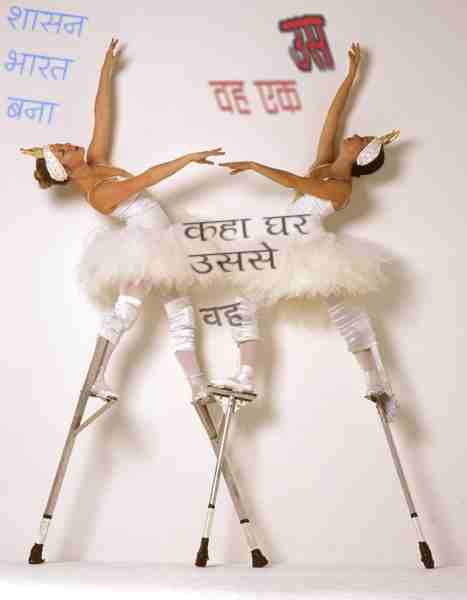 शासन
भारत
बना
उस
वह एक
कहा घर
उससे
वह